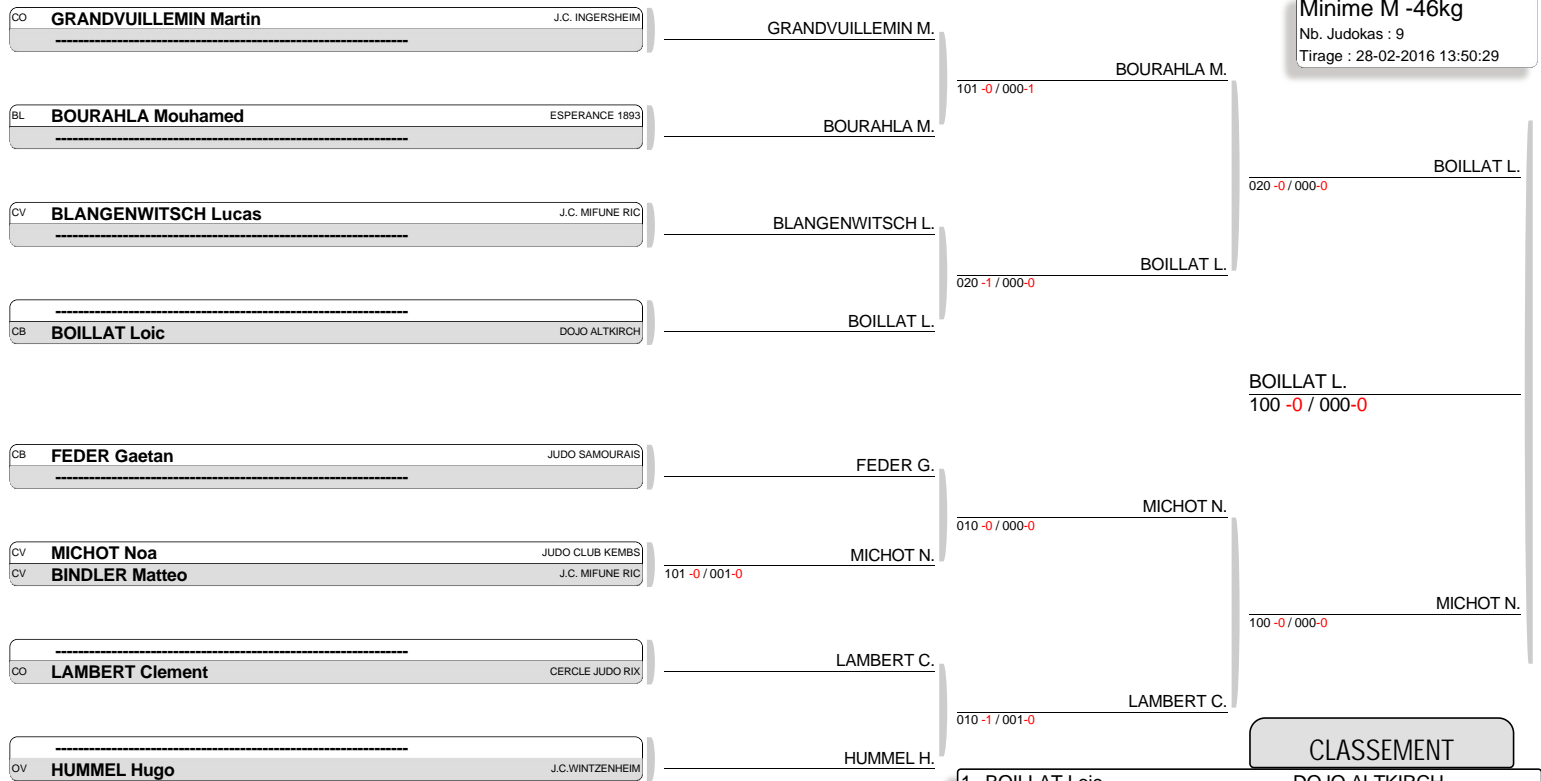 Minime M -46kg
Nb. Judokas : 9
Tirage : 28-02-2016 13:50:29
CO GRANDVUILLEMIN Martin J.C. INGERSHEIM
----------------------------------------------------------------
BL BOURAHLA Mouhamed ESPERANCE 1893
----------------------------------------------------------------
CV BLANGENWITSCH Lucas J.C. MIFUNE RIC
----------------------------------------------------------------
----------------------------------------------------------------
CB BOILLAT Loic DOJO ALTKIRCH
CB FEDER Gaetan JUDO SAMOURAIS
----------------------------------------------------------------
CV MICHOT Noa JUDO CLUB KEMBS
CV BINDLER Matteo J.C. MIFUNE RIC
----------------------------------------------------------------
CO LAMBERT Clement CERCLE JUDO RIX
----------------------------------------------------------------
OV HUMMEL Hugo J.C.WINTZENHEIM
GRANDVUILLEMIN M.
BOURAHLA M.
BLANGENWITSCH L.
BOILLAT L.
FEDER G.
MICHOT N.
101 -0 / 001-0
LAMBERT C.
HUMMEL H.
BOURAHLA M.
101 -0 / 000-1
BOILLAT L.
020 -1 / 000-0
MICHOT N.
010 -0 / 000-0
LAMBERT C.
010 -1 / 001-0
BOILLAT L.
020 -0 / 000-0
BOILLAT L.
100 -0 / 000-0
MICHOT N.
100 -0 / 000-0
CLASSEMENT
1 BOILLAT Loic DOJO ALTKIRCH